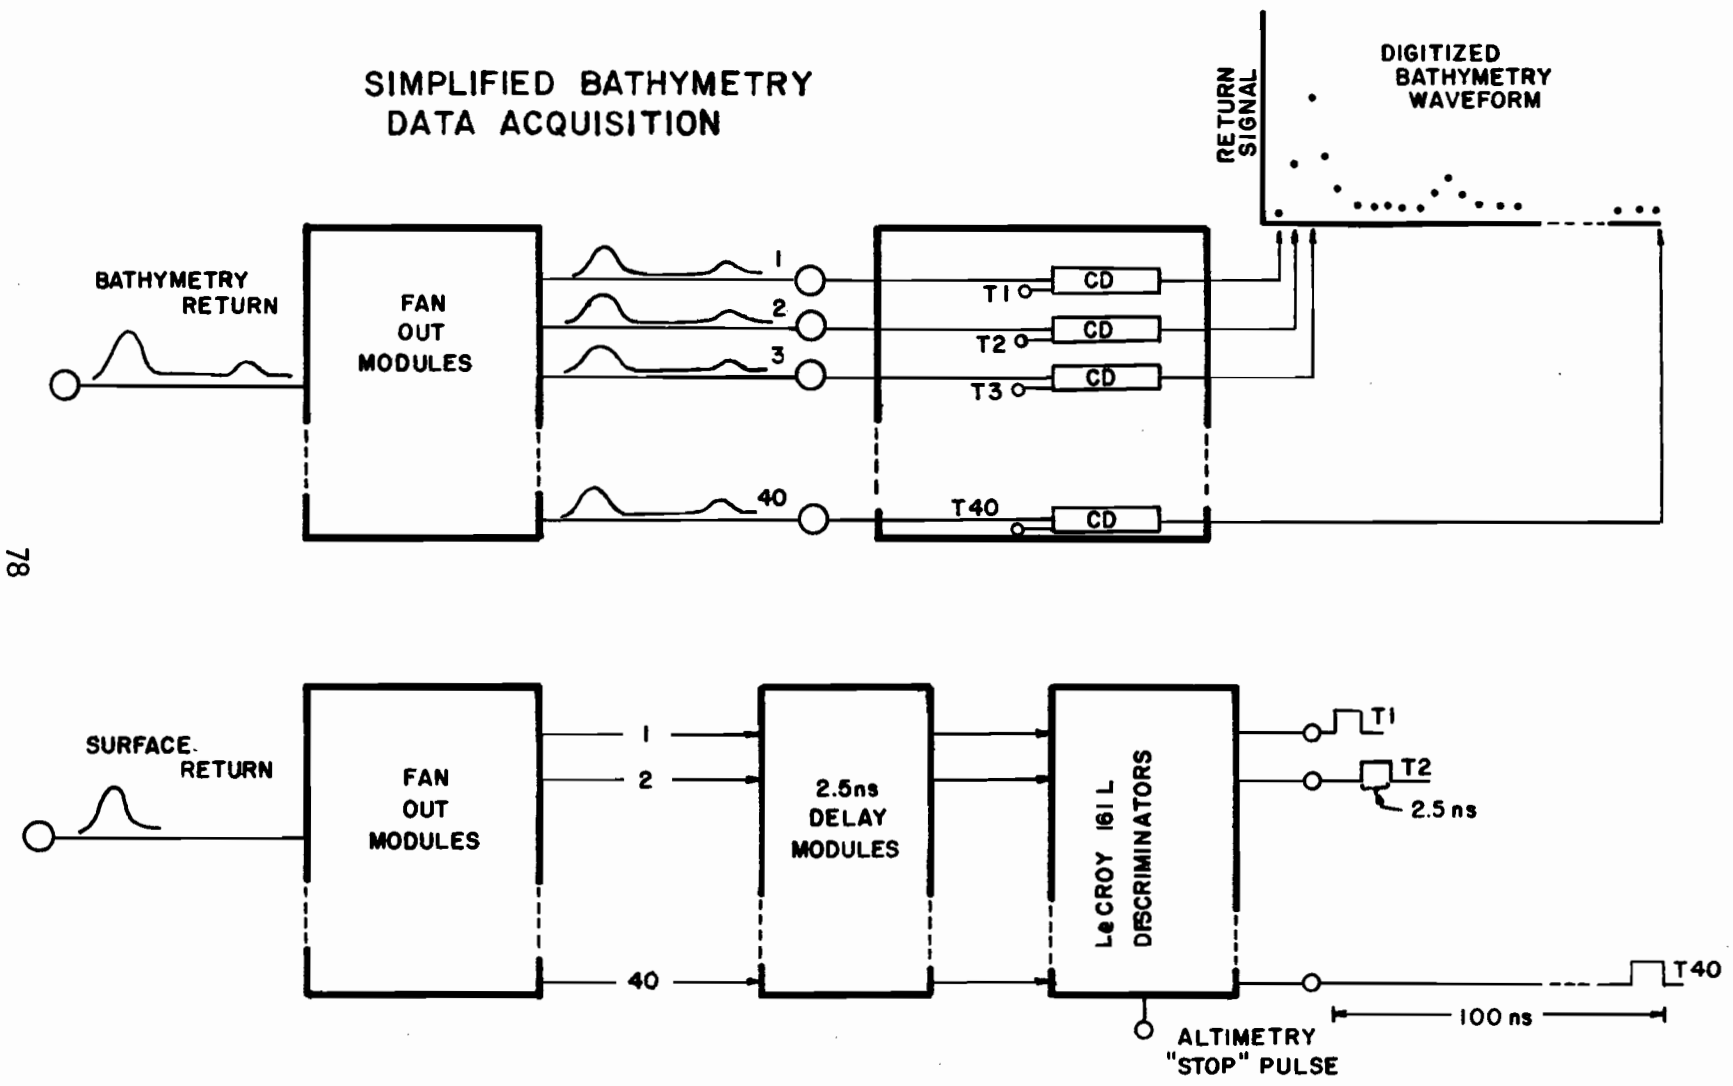 SIMPLIFIED BATHYMETRY
DATA ACQUISITION
DIGITIZED
BATHYMETRY
WAVEFORM
RETURN
SIGNAL
BATHYMETRY
RETURN
FAN
OUT
MODULES
1
2
3
40
T1
CD
T2
CD
T3
CD
T40
CD
78
SURFACE
RETURN
FAN
OUT
MODULES
1
2
40
2.5ns
DELAY
MODULES
LeCROY 161 L
DISCRIMINATORS
T1
T2
2.5 ns
T40
100 ns
ALTIMETRY
"STOP" PULSE